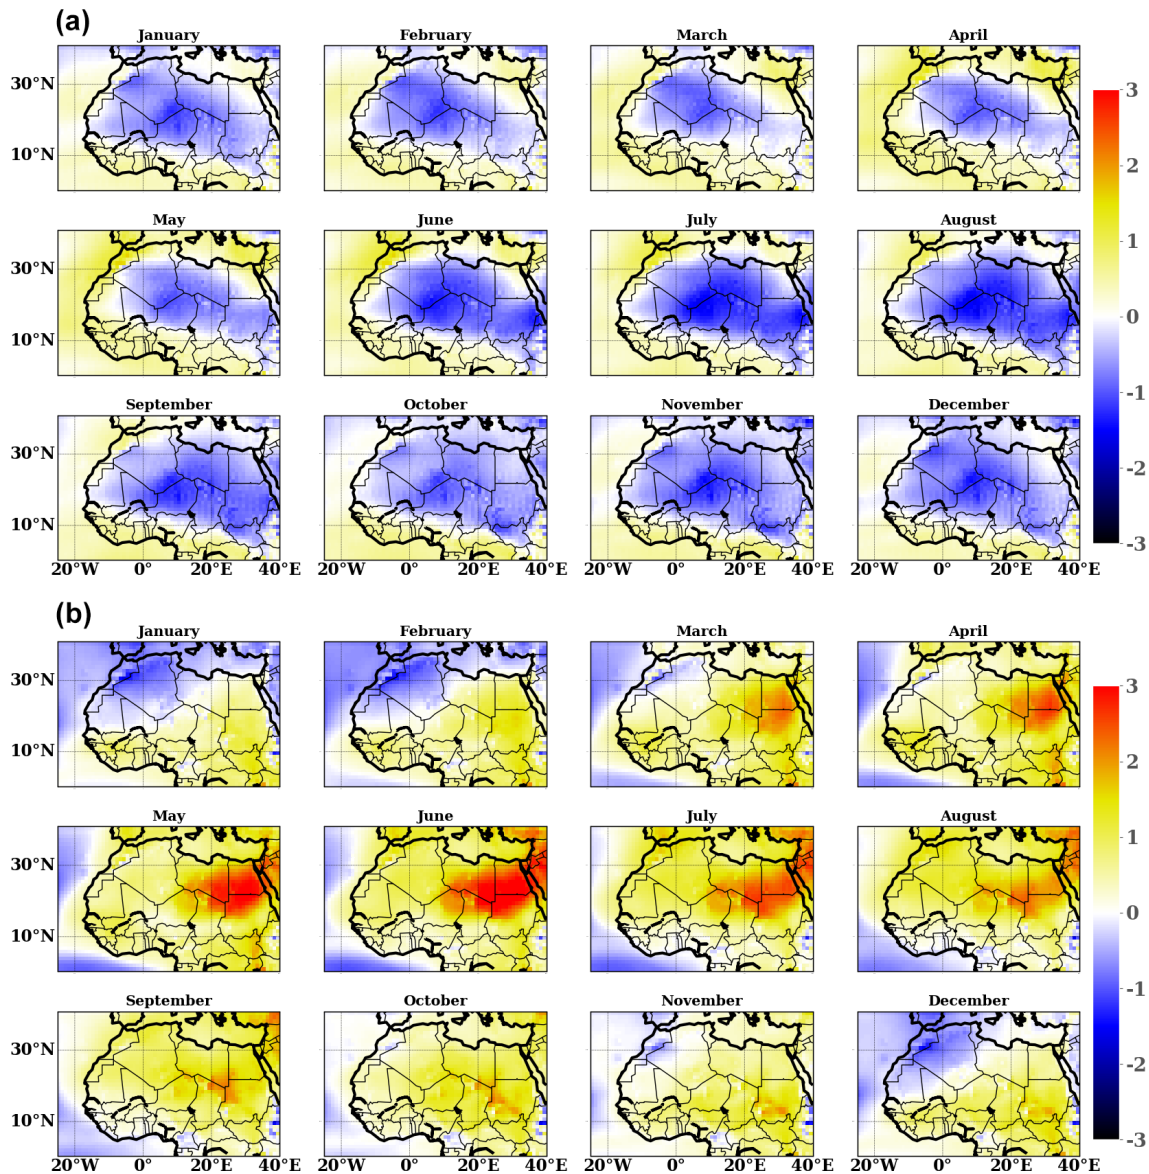 (a)
January February March April
30°N
10°N
3
2
1
0
-1
-2
-3
May June July August
30°N
10°N
September October November December
30°N
10°N
20°W 0° 20°E 40°E 20°W 0° 20°E 40°E 20°W 0° 20°E 40°E 20°W 0° 20°E 40°E
(b)
January February March April
30°N
10°N
3
2
1
0
-1
-2
-3
May June July August
30°N
10°N
September October November December
30°N
10°N
20°W 0° 20°E 40°E 20°W 0° 20°E 40°E 20°W 0° 20°E 40°E 20°W 0° 20°E 40°E